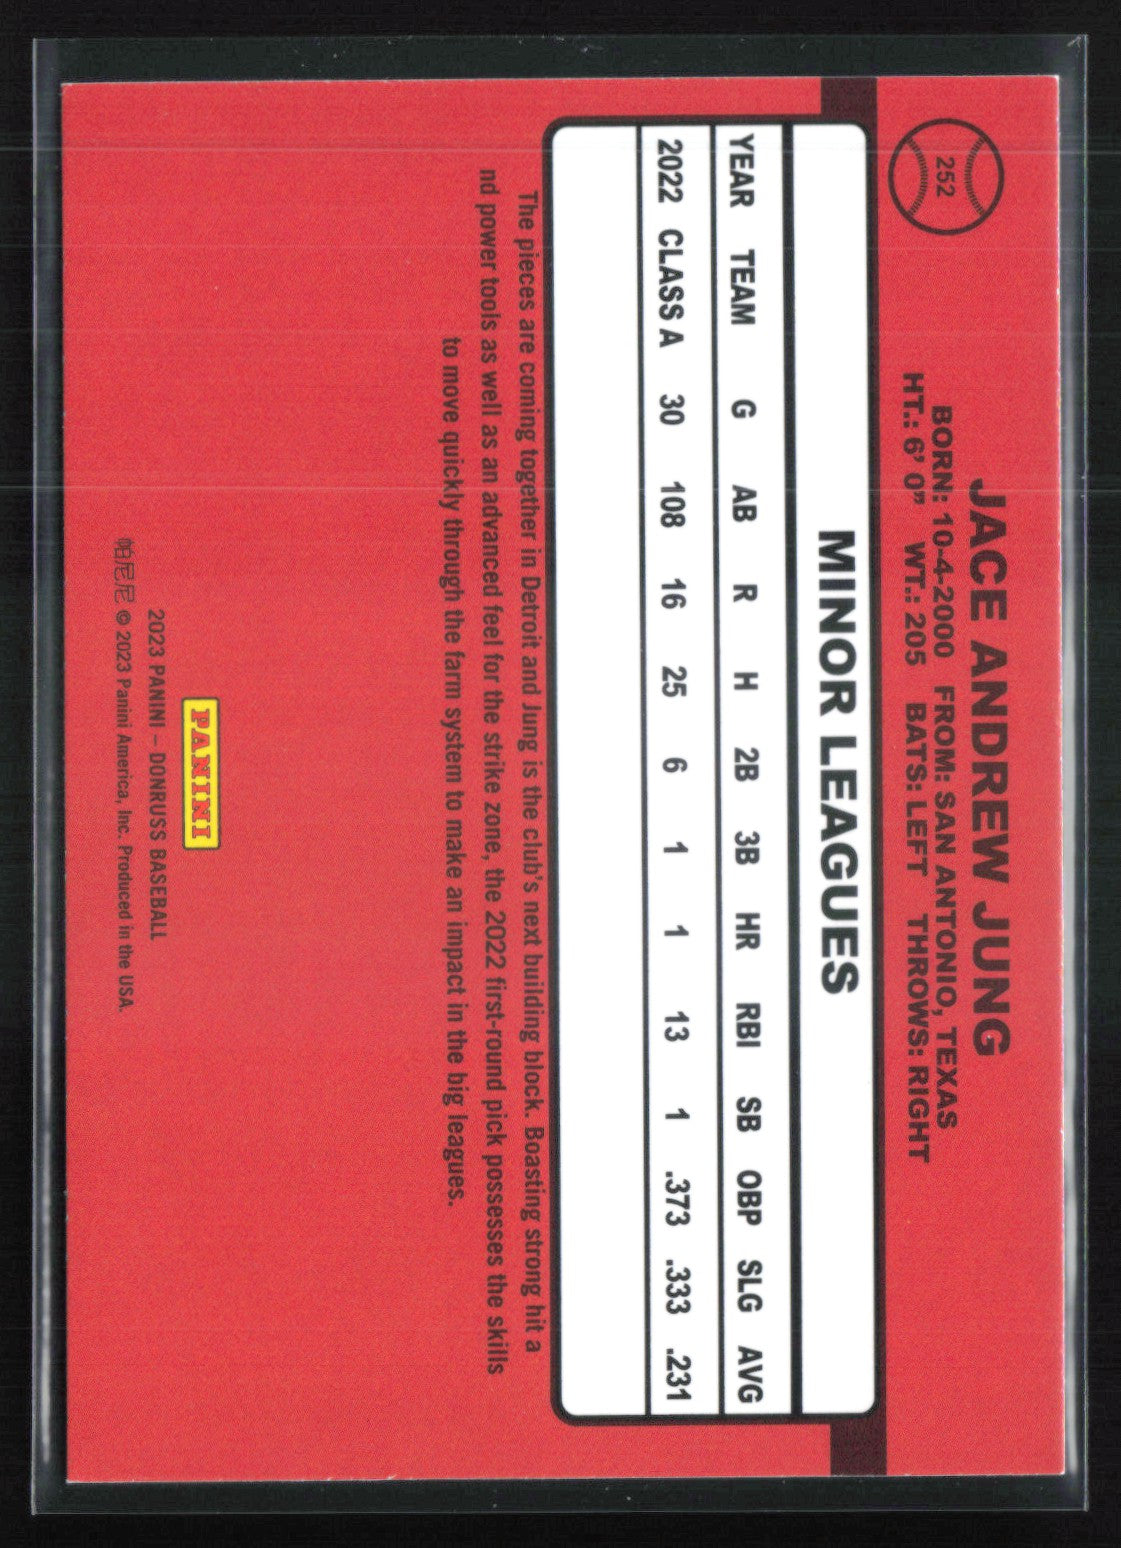 252
JACE ANDREW JUNG
BORN: 10-4-2000 FROM: SAN ANTONIO, TEXAS
HT.: 6' 0" WT.: 205 BATS: LEFT THROWS: RIGHT
MINOR LEAGUES
YEAR TEAM G AB R H 2B 3B HR RBI SB OBP SLG AVG
2022 CLASS A 30 108 16 25 6 1 1 13 1 .373 .333 .231
The pieces are coming together in Detroit and Jung is the club's next building block. Boasting strong hit a
nd power tools as well as an advanced feel for the strike zone, the 2022 first-round pick possesses the skills
to move quickly through the farm system to make an impact in the big leagues.
PANINI
2023 PANINI – DONRUSS BASEBALL
帕尼尼 © 2023 Panini America, Inc. Produced in the USA.